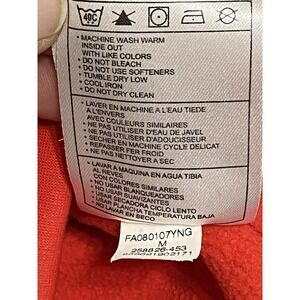 40C
• MACHINE WASH WARM
INSIDE OUT
WITH LIKE COLORS
• DO NOT BLEACH
• DO NOT USE SOFTENERS
• TUMBLE DRY LOW
• COOL IRON
• DO NOT DRY CLEAN
• LAVER EN MACHINE A L'EAU TIEDE
A L'ENVERS
AVEC COULEURS SIMILAIRES
• NE PAS UTILISER D'EAU DE JAVEL
• NE PAS UTILISER D'ADOUCISSEUR
• SECHER MACHINE CYCLE DELICAT
• REPASSER FER FROID
• NE PAS NETTOYER A SEC
• LAVAR A MAQUINA EN AGUA TIBIA
AL REVES
CON COLORES SIMILARES
• NO USAR BLANQUEADOR
• NO USAR SUAVIZANTES
• USAR SECADORA CICLO LENTO
• USAR PLANCHA TEMPERATURA BAJA
• NO LAVAR EN SECO
FA080107YNG
M
258826-453